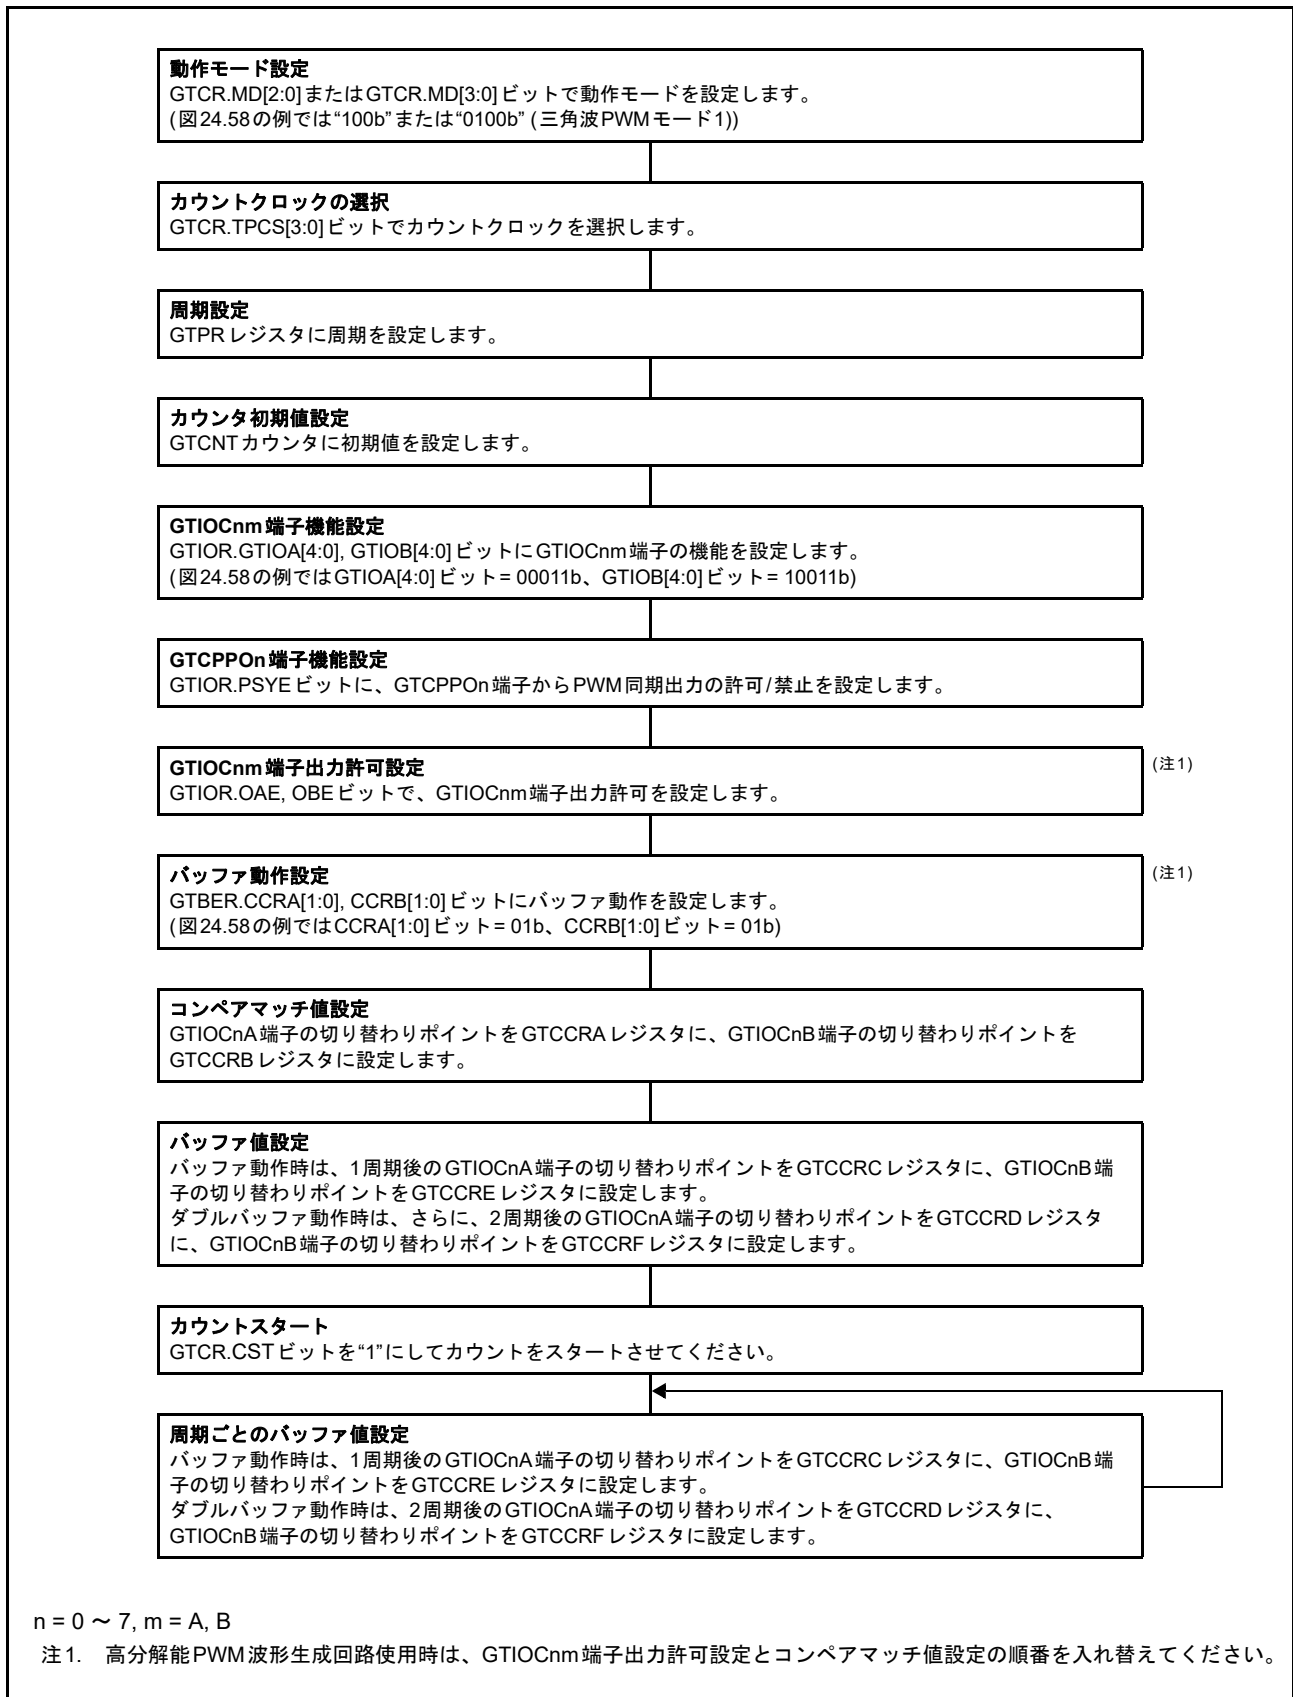 動作モード設定
GTCR.MD[2:0]またはGTCR.MD[3:0]ビットで動作モードを設定します。
(図24.58の例では“100b”または“0100b” (三角波PWMモード1))
カウントクロックの選択
GTCR.TPCS[3:0]ビットでカウントクロックを選択します。
周期設定
GTPRレジスタに周期を設定します。
カウンタ初期値設定
GTCNTカウンタに初期値を設定します。
GTIOCnm端子機能設定
GTIOR.GTIOA[4:0], GTIOB[4:0]ビットにGTIOCnm端子の機能を設定します。
(図24.58の例ではGTIOA[4:0]ビット= 00011b、GTIOB[4:0]ビット= 10011b)
GTCPPOn端子機能設定
GTIOR.PSYEビットに、GTCPPOn端子からPWM同期出力の許可/禁止を設定します。
GTIOCnm端子出力許可設定 (注1)
GTIOR.OAE, OBEビットで、GTIOCnm端子出力許可を設定します。
バッファ動作設定 (注1)
GTBER.CCRA[1:0], CCRB[1:0]ビットにバッファ動作を設定します。
(図24.58の例ではCCRA[1:0]ビット= 01b、CCRB[1:0]ビット= 01b)
コンペアマッチ値設定
GTIOCnA端子の切り替わりポイントをGTCCRAレジスタに、GTIOCnB端子の切り替わりポイントを
GTCCRBレジスタに設定します。
バッファ値設定
バッファ動作時は、1周期後のGTIOCnA端子の切り替わりポイントをGTCCRCレジスタに、GTIOCnB端
子の切り替わりポイントをGTCCREレジスタに設定します。
ダブルバッファ動作時は、さらに、2周期後のGTIOCnA端子の切り替わりポイントをGTCCRDレジスタ
に、GTIOCnB端子の切り替わりポイントをGTCCRFレジスタに設定します。
カウントスタート
GTCR.CSTビットを“1”にしてカウントをスタートさせてください。
周期ごとのバッファ値設定
バッファ動作時は、1周期後のGTIOCnA端子の切り替わりポイントをGTCCRCレジスタに、GTIOCnB端
子の切り替わりポイントをGTCCREレジスタに設定します。
ダブルバッファ動作時は、2周期後のGTIOCnA端子の切り替わりポイントをGTCCRDレジスタに、
GTIOCnB端子の切り替わりポイントをGTCCRFレジスタに設定します。
n = 0 ～ 7, m = A, B
注1. 高分解能PWM波形生成回路使用時は、GTIOCnm端子出力許可設定とコンペアマッチ値設定の順番を入れ替えてください。